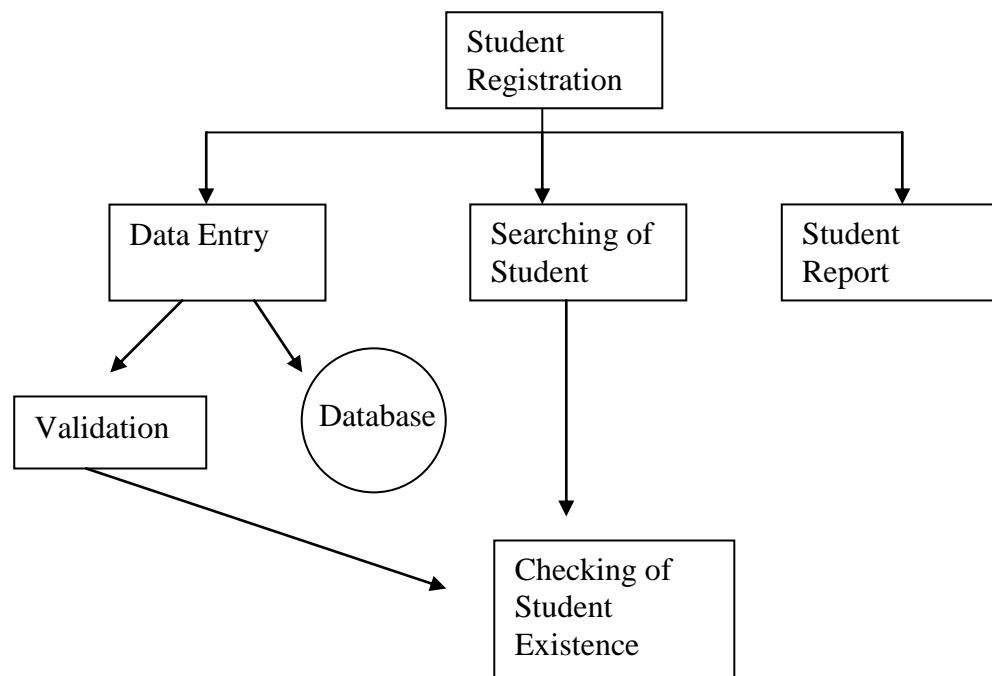 Student
Registration
Data Entry
Searching of
Student
Student
Report
Validation
Database
Checking of
Student
Existence